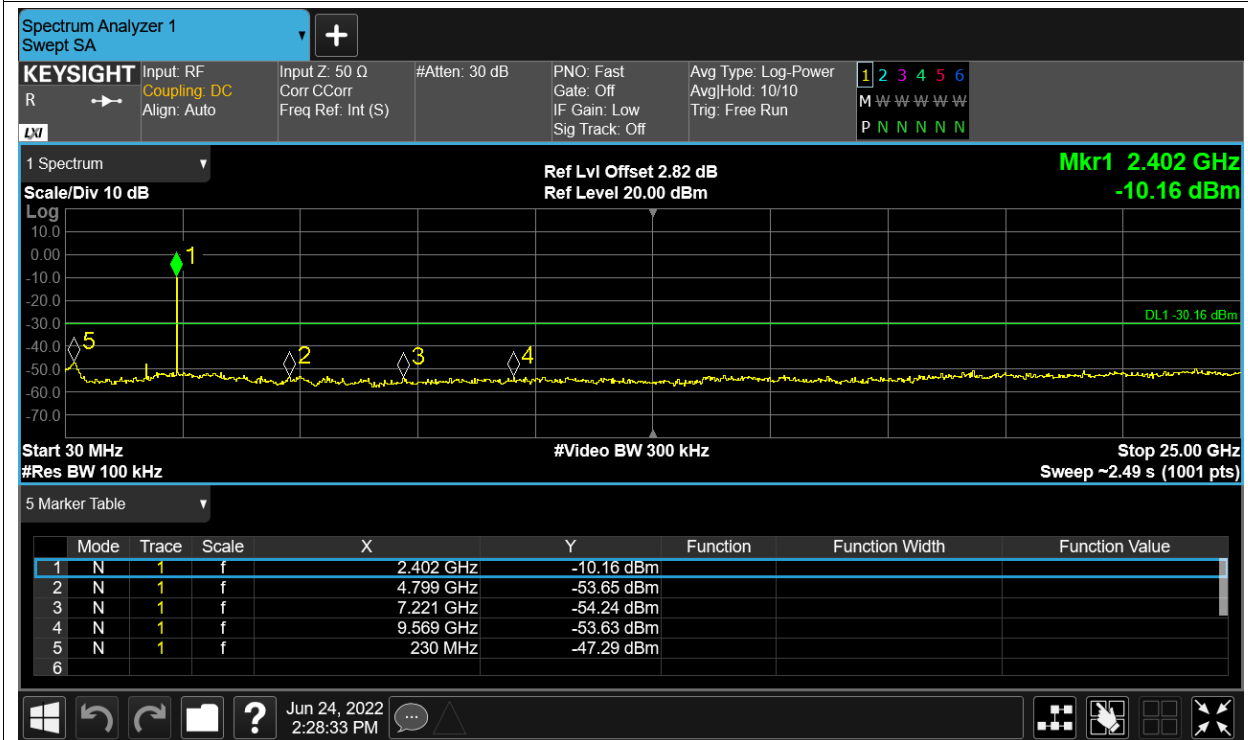 Spectrum Analyzer 1
Swept SA
KEYSIGHT Input: RF Input Z: 50 Ω #Atten: 30 dB PNO: Fast Avg Type: Log-Power 1 2 3 4 5 6
R Coupling: DC Corr CCorr Gate: Off Avg|Hold: 10/10 M W W W W W
Align: Auto Freq Ref: Int (S) IF Gain: Low Trig: Free Run
LXI Sig Track: Off P N N N N N
1 Spectrum Ref Lvl Offset 2.82 dB Mkr1 2.402 GHz
Scale/Div 10 dB Ref Level 20.00 dBm -10.16 dBm
Log
10.0
0.00 1
-10.0
-20.0
-30.0 DL1 -30.16 dBm
-40.0 5 2 3 4
-50.0
-60.0
-70.0
Start 30 MHz #Video BW 300 kHz Stop 25.00 GHz
#Res BW 100 kHz Sweep ~2.49 s (1001 pts)
5 Marker Table
Mode Trace Scale X Y Function Function Width Function Value
1 N 1 f 2.402 GHz -10.16 dBm
2 N 1 f 4.799 GHz -53.65 dBm
3 N 1 f 7.221 GHz -54.24 dBm
4 N 1 f 9.569 GHz -53.63 dBm
5 N 1 f 230 MHz -47.29 dBm
6
? Jun 24, 2022
2:28:33 PM